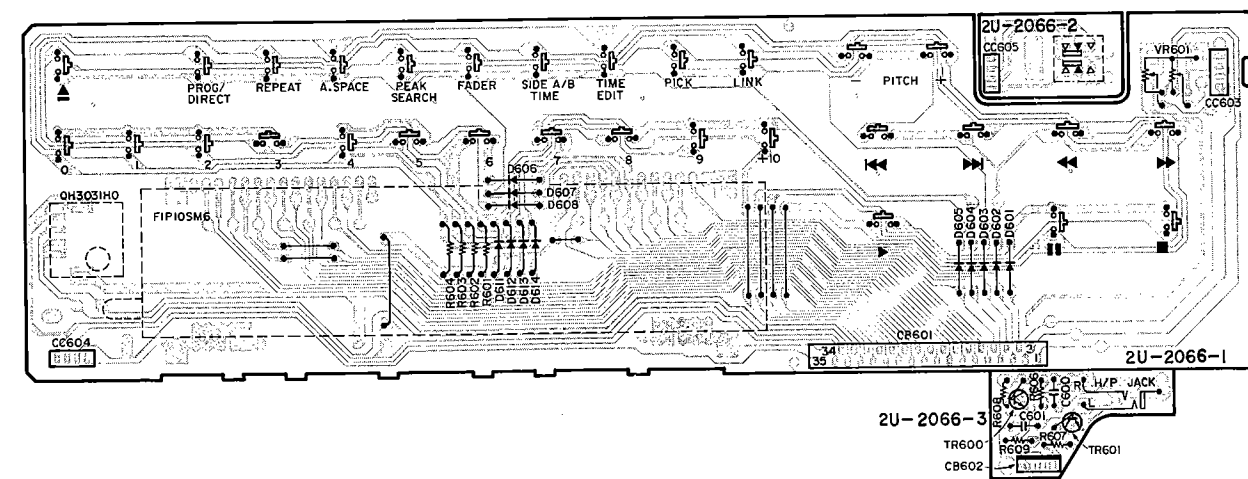 2U-2066-2
CC605
VR601
CC603
PROG/
DIRECT
REPEAT
A.SPACE
PEAK
SEARCH
FADER
SIDE A/B
TIME
TIME
EDIT
PICK
LINK
-
PITCH
+
0
1
2
3
4
5
6
7
8
9
+10
QH3031HO
FIP10SM6
D606
D607
D608
R604
R603
R602
R601
D611
D612
D613
D614
D605
D604
D603
D602
D601
CC604
CB601
34
35
2U-2066-1
2U-2066-3
R608
R606
C600
R
H/P JACK
L
C601
TR600
R609
R607
TR601
CB602